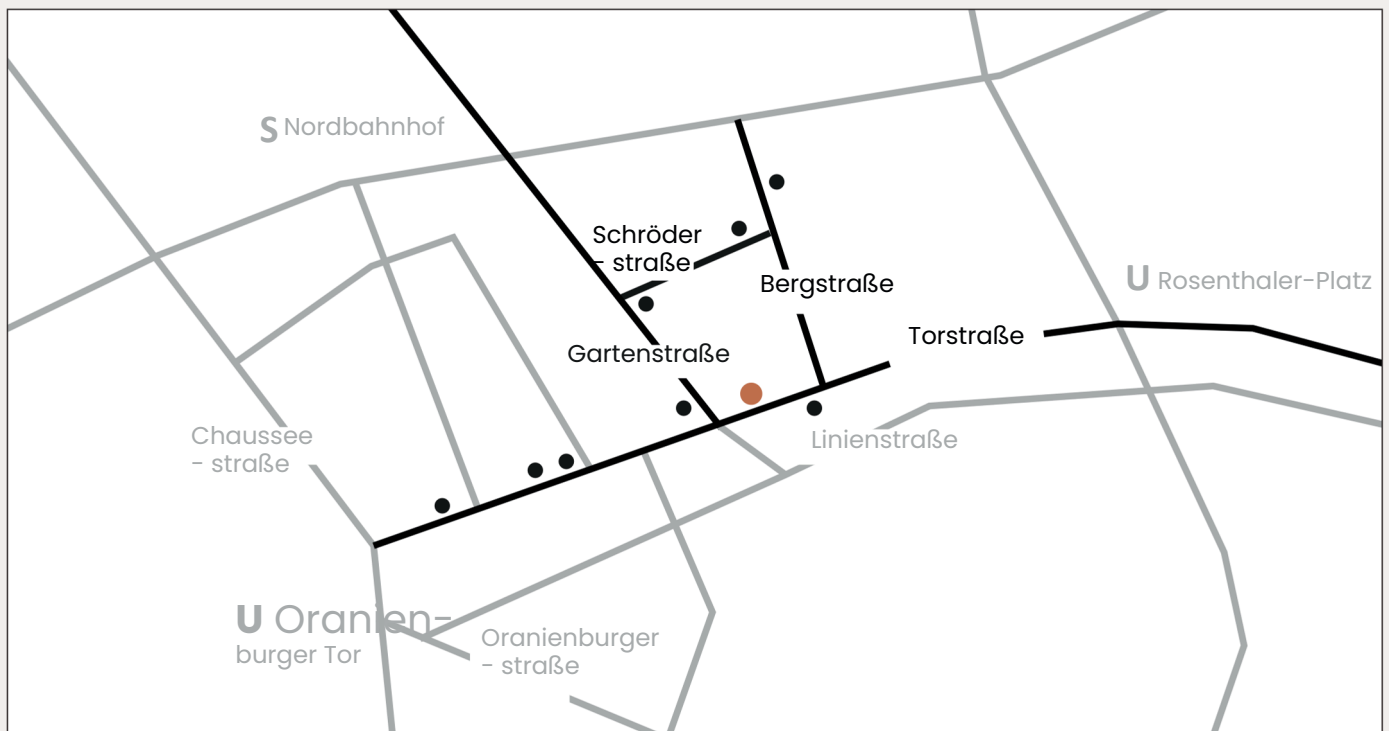 S Nordbahnhof
Schröder
- straße
Bergstraße
U Rosenthaler-Platz
Torstraße
Gartenstraße
Chaussee
- straße
Linienstraße
U Oranien-
burger Tor
Oranienburger
- straße